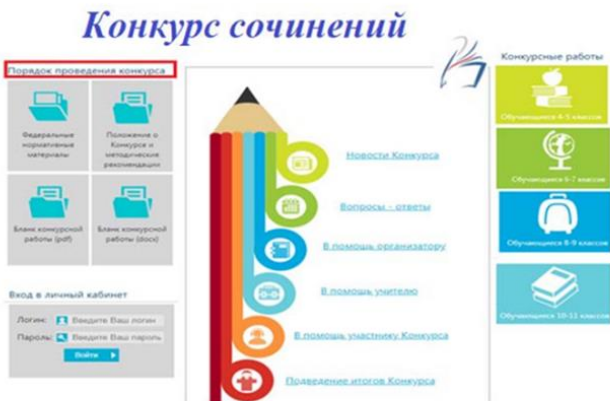 Конкурс сочинений
Порядок проведения конкурса
Федеральные
нормативные
материалы
Положение о
Конкурсе и
методические
рекомендации
Бланк конкурсной
работы (pdf)
Бланк конкурсной
работы (docx)
Вход в личный кабинет
Логин:
Введите Ваш логин
Пароль:
Введите Ваш пароль
Войти
Новости Конкурса
Вопросы - ответы
В помощь организатору
В помощь учителю
В помощь участнику Конкурса
Подведение итогов Конкурса
Конкурсные работы
Обучающиеся 4-5 классов
Обучающиеся 6-7 классов
Обучающиеся 8-9 классов
Обучающиеся 10-11 классов